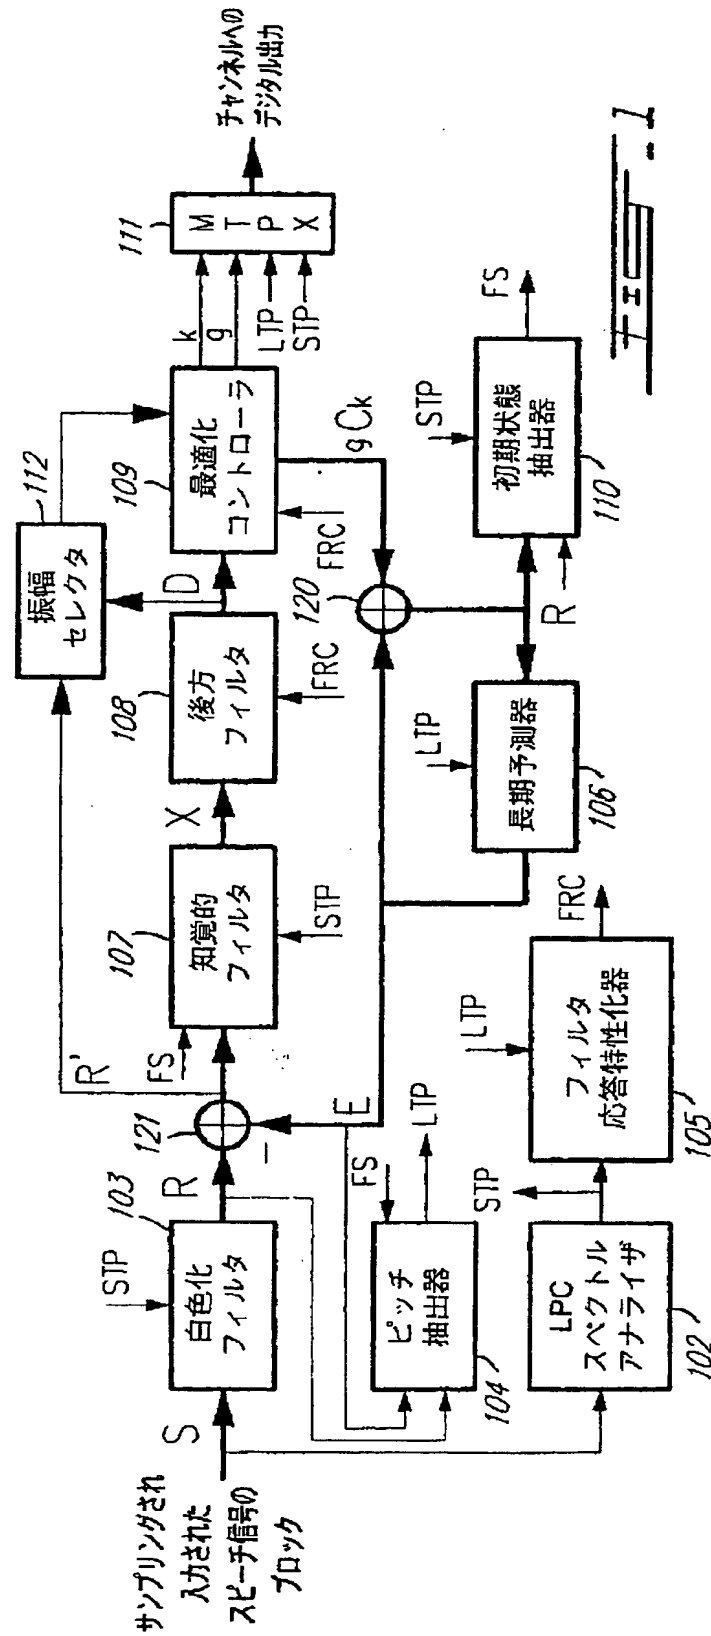 サンプリングされ
入力された
スピーチ信号の
ブロック
S
STP
白色化
フィルタ
103
R
121
−
R'
FS
知覚的
フィルタ
107
STP
X
後方
フィルタ
108
FRC
D
振幅
セレクタ
112
最適化
コントローラ
109
FRC
k
g
LTP
STP
MTPX
111
チャンネルへの
デジタル出力
gCk
120
E
FS
ピッチ
抽出器
104
LTP
LTP
長期予測器
106
R
STP
初期状態
抽出器
110
FS
LPC
スペクトル
アナライザ
102
STP
LTP
フィルタ
応答特性化器
105
FRC
FIG. 1